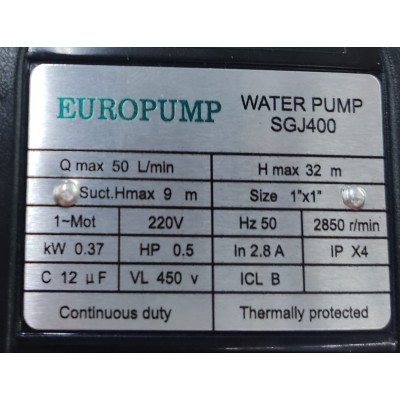 EUROPUMP WATER PUMP
SGJ400
Q max 50 L/min H max 32 m
Suct.Hmax 9 m Size 1"x1"
1~Mot 220V Hz 50 2850 r/min
kW 0.37 HP 0.5 In 2.8 A IP X4
C 12 µF VL 450 v ICL B
Continuous duty Thermally protected